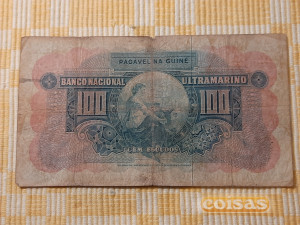 PAGAVEL NA GUINÉ
BANCO NACIONAL ULTRAMARINO
100 100
CEM ESCUDOS
coisas